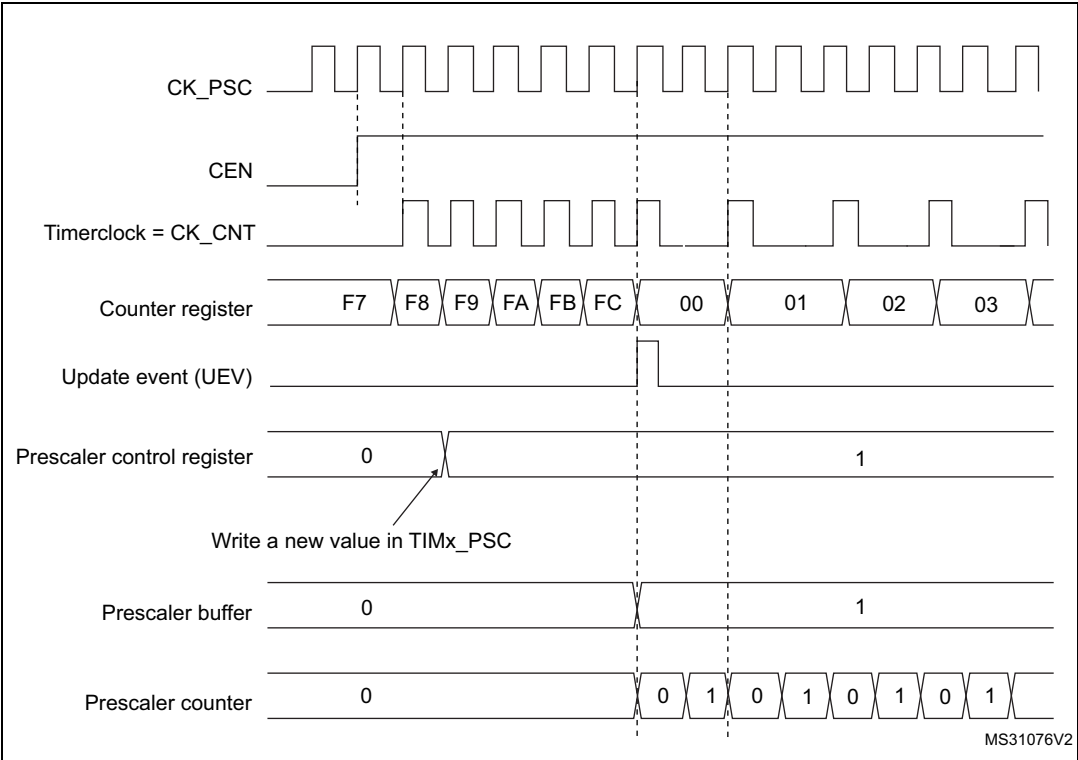 CK_PSC
CEN
Timerclock = CK_CNT
Counter register F7 F8 F9 FA FB FC 00 01 02 03
Update event (UEV)
Prescaler control register 0 1
Write a new value in TIMx_PSC
Prescaler buffer 0 1
Prescaler counter 0 0 1 0 1 0 1 0 1
MS31076V2